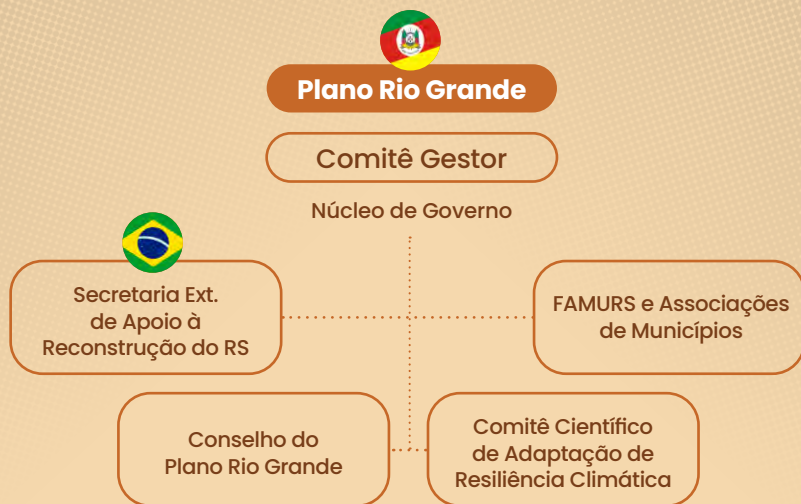 Plano Rio Grande
Comitê Gestor
Núcleo de Governo
Secretaria Ext.
de Apoio à
Reconstrução do RS
FAMURS e Associações
de Municípios
Conselho do
Plano Rio Grande
Comitê Científico
de Adaptação de
Resiliência Climática